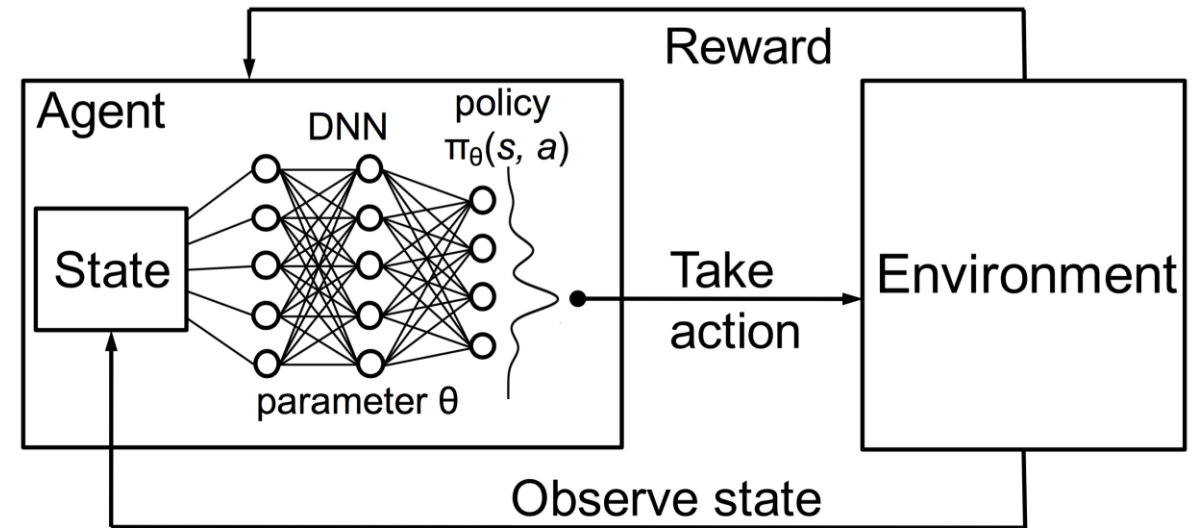 Reward
Agent
policy
DNN
πθ(s, a)
State
Take
action
Environment
parameter θ
Observe state